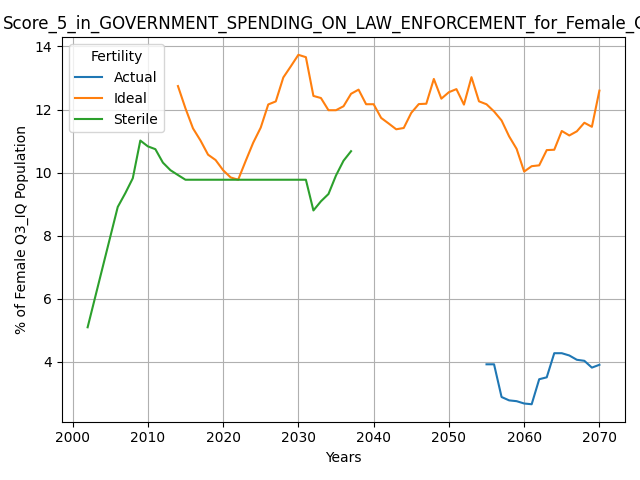 Score_5_in_GOVERNMENT_SPENDING_ON_LAW_ENFORCEMENT_for_Female_
Fertility
Actual
Ideal
Sterile
% of Female Q3_IQ Population
14
12
10
8
6
4
2000 2010 2020 2030 2040 2050 2060 2070
Years